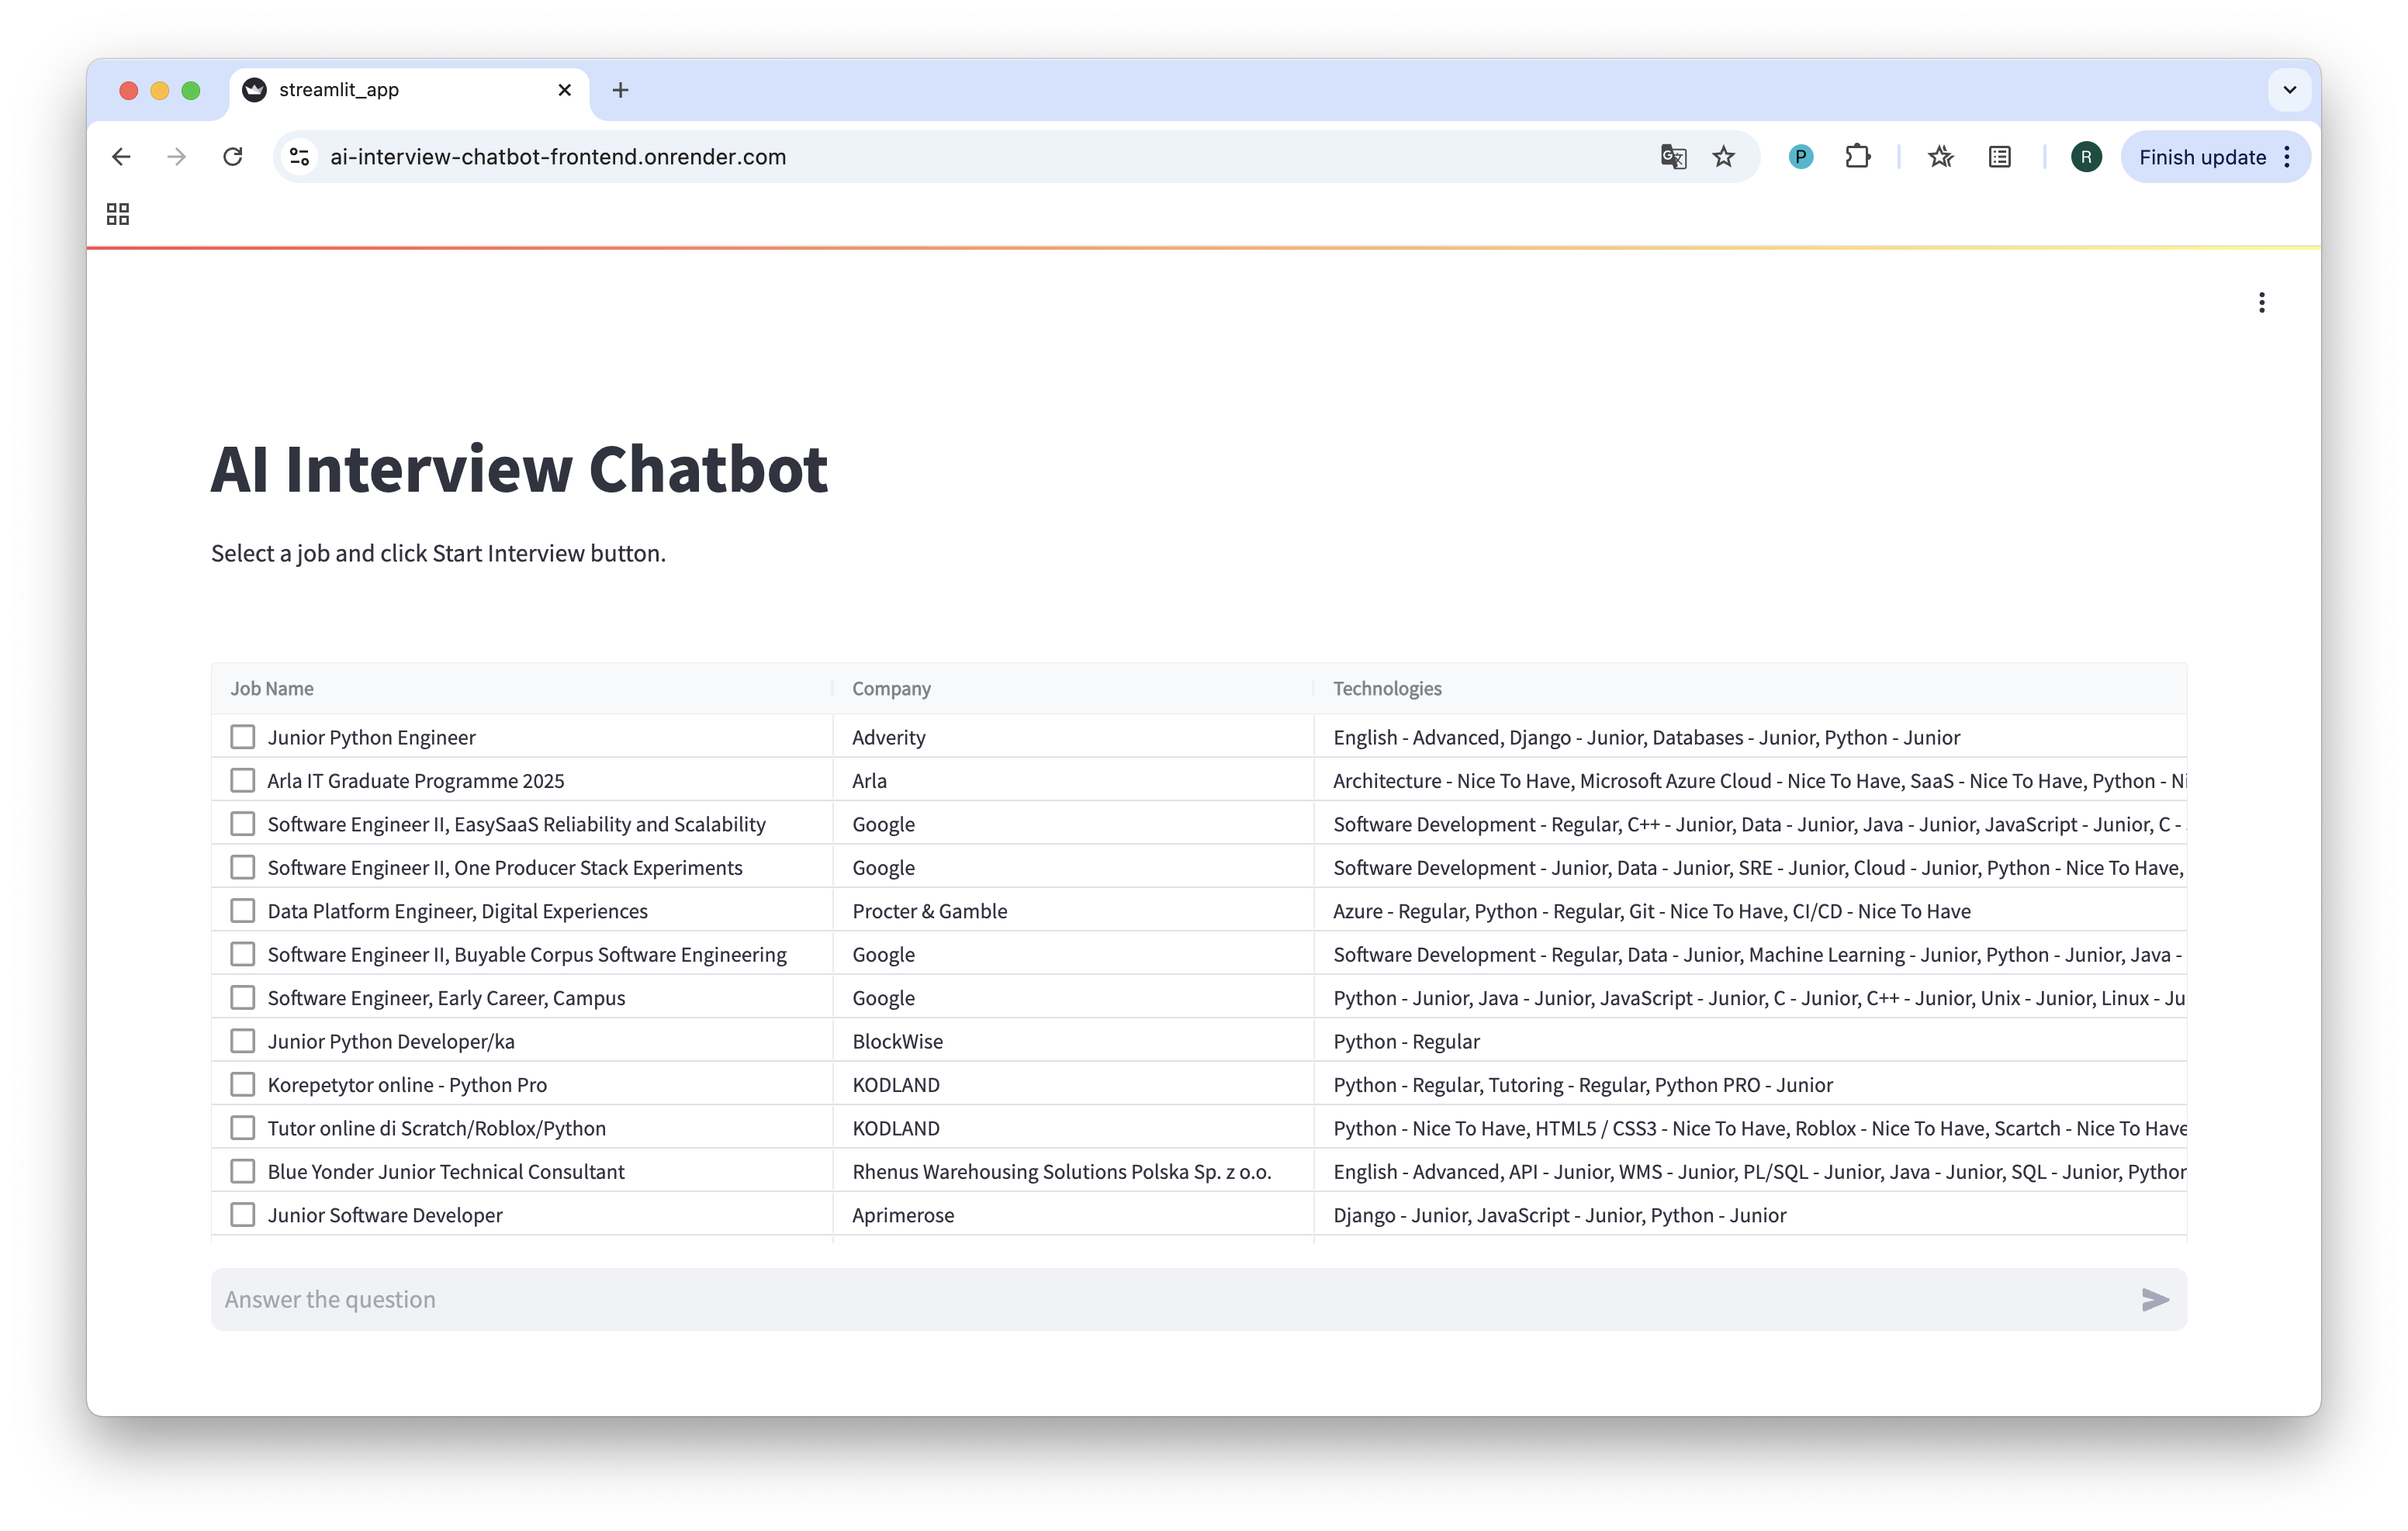 streamlit_app
ai-interview-chatbot-frontend.onrender.com
P
R
Finish update
AI Interview Chatbot
Select a job and click Start Interview button.
Job Name Company Technologies
Junior Python Engineer Adverity English - Advanced, Django - Junior, Databases - Junior, Python - Junior
Arla IT Graduate Programme 2025 Arla Architecture - Nice To Have, Microsoft Azure Cloud - Nice To Have, SaaS - Nice To Have, Python - Ni
Software Engineer II, EasySaaS Reliability and Scalability Google Software Development - Regular, C++ - Junior, Data - Junior, Java - Junior, JavaScript - Junior, C -
Software Engineer II, One Producer Stack Experiments Google Software Development - Junior, Data - Junior, SRE - Junior, Cloud - Junior, Python - Nice To Have,
Data Platform Engineer, Digital Experiences Procter & Gamble Azure - Regular, Python - Regular, Git - Nice To Have, CI/CD - Nice To Have
Software Engineer II, Buyable Corpus Software Engineering Google Software Development - Regular, Data - Junior, Machine Learning - Junior, Python - Junior, Java -
Software Engineer, Early Career, Campus Google Python - Junior, Java - Junior, JavaScript - Junior, C - Junior, C++ - Junior, Unix - Junior, Linux - Ju
Junior Python Developer/ka BlockWise Python - Regular
Korepetytor online - Python Pro KODLAND Python - Regular, Tutoring - Regular, Python PRO - Junior
Tutor online di Scratch/Roblox/Python KODLAND Python - Nice To Have, HTML5 / CSS3 - Nice To Have, Roblox - Nice To Have, Scartch - Nice To Have
Blue Yonder Junior Technical Consultant Rhenus Warehousing Solutions Polska Sp. z o.o. English - Advanced, API - Junior, WMS - Junior, PL/SQL - Junior, Java - Junior, SQL - Junior, Python
Junior Software Developer Aprimerose Django - Junior, JavaScript - Junior, Python - Junior
Answer the question